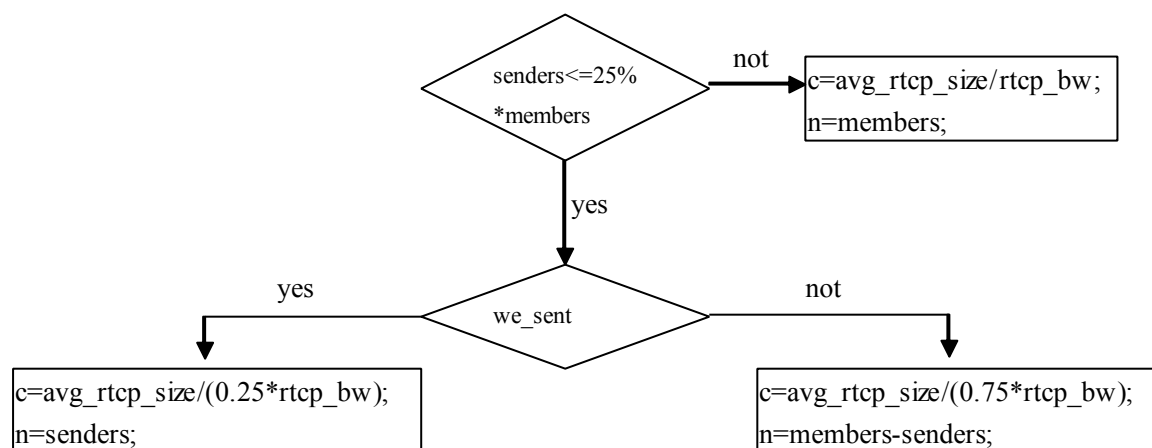 senders<=25%
*members
not
c=avg_rtcp_size/rtcp_bw;
n=members;
yes
yes
we_sent
not
c=avg_rtcp_size/(0.25*rtcp_bw);
n=senders;
c=avg_rtcp_size/(0.75*rtcp_bw);
n=members-senders;